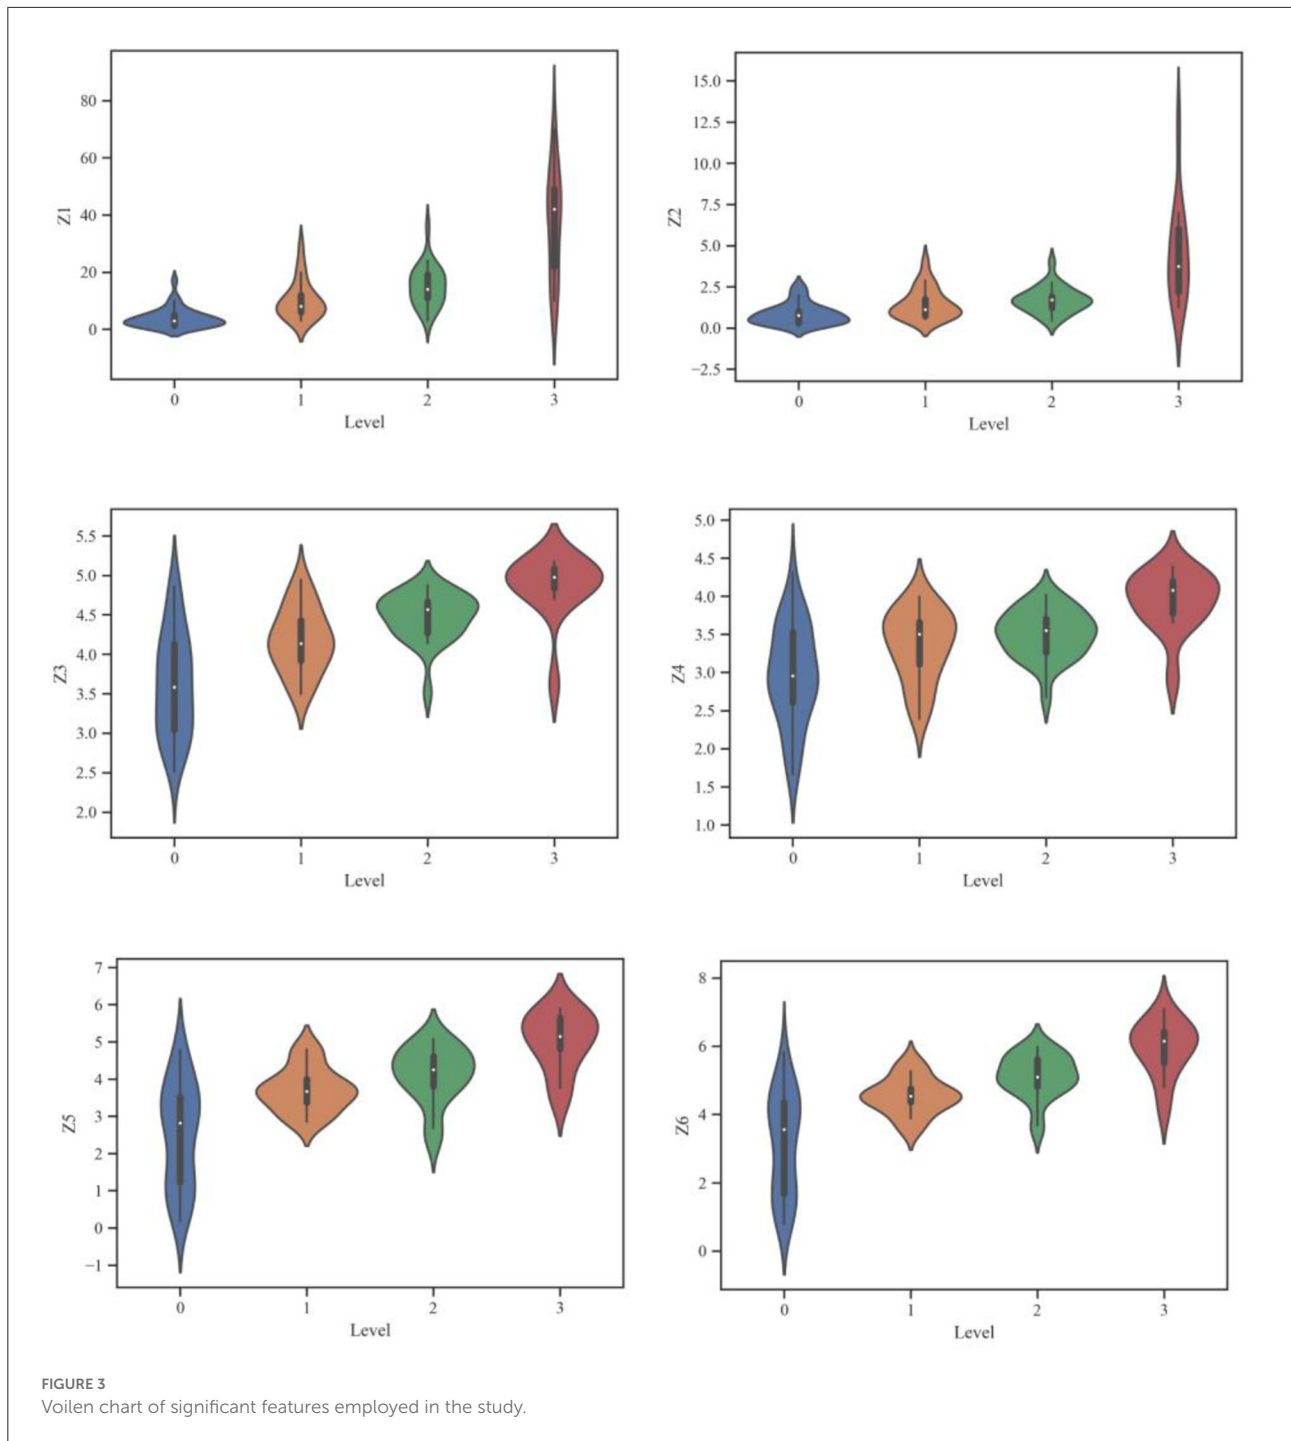 80
60
40
20
0
Z1
0 1 2 3
Level
15.0
12.5
10.0
7.5
5.0
2.5
0.0
−2.5
Z2
0 1 2 3
Level
5.5
5.0
4.5
4.0
3.5
3.0
2.5
2.0
Z3
0 1 2 3
Level
5.0
4.5
4.0
3.5
3.0
2.5
2.0
1.5
1.0
Z4
0 1 2 3
Level
7
6
5
4
3
2
1
0
−1
Z5
0 1 2 3
Level
8
6
4
2
0
Z6
0 1 2 3
Level
FIGURE 3
Voilen chart of significant features employed in the study.